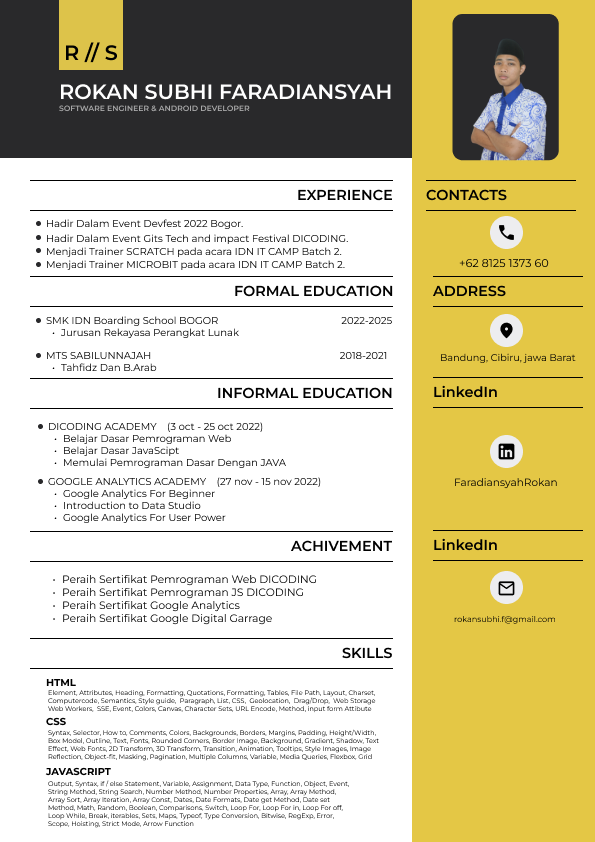 R // S
ROKAN SUBHI FARADIANSYAH
SOFTWARE ENGINEER & ANDROID DEVELOPER
EXPERIENCE
Hadir Dalam Event Devfest 2022 Bogor.
Hadir Dalam Event Gits Tech and impact Festival DICODING.
Menjadi Trainer SCRATCH pada acara IDN IT CAMP Batch 2.
Menjadi Trainer MICROBIT pada acara IDN IT CAMP Batch 2.
FORMAL EDUCATION
SMK IDN Boarding School BOGOR 2022-2025
Jurusan Rekayasa Perangkat Lunak
MTS SABILUNNAJAH 2018-2021
Tahfidz Dan B.Arab
INFORMAL EDUCATION
DICODING ACADEMY (3 oct - 25 oct 2022)
Belajar Dasar Pemrograman Web
Belajar Dasar JavaScipt
Memulai Pemrograman Dasar Dengan JAVA
GOOGLE ANALYTICS ACADEMY (27 nov - 15 nov 2022)
Google Analytics For Beginner
Introduction to Data Studio
Google Analytics For User Power
ACHIVEMENT
Peraih Sertifikat Pemrograman Web DICODING
Peraih Sertifikat Pemrograman JS DICODING
Peraih Sertifikat Google Analytics
Peraih Sertifikat Google Digital Garrage
SKILLS
HTML
Element, Attributes, Heading, Formatting, Quotations, Formatting, Tables, File Path, Layout, Charset,
Computercode, Semantics, Style guide, Paragraph, List, CSS, Geolocation, Drag/Drop, Web Storage
Web Workers, SSE, Event, Colors, Canvas, Character Sets, URL Encode, Method, input form Attibute
CSS
Syntax, Selector, How to, Comments, Colors, Backgrounds, Borders, Margins, Padding, Height/Width,
Box Model, Outline, Text, Fonts, Rounded Corners, Border Image, Background, Gradient, Shadow, Text
Effect, Web Fonts, 2D Transform, 3D Transform, Transition, Animation, Tooltips, Style Images, Image
Reflection, Object-fit, Masking, Pagination, Multiple Columns, Variable, Media Queries, Flexbox, Grid
JAVASCRIPT
Output, Syntax, if / else Statement, Variable, Assignment, Data Type, Function, Object, Event,
String Method, String Search, Number Method, Number Properties, Array, Array Method,
Array Sort, Array Iteration, Array Const, Dates, Date Formats, Date get Method, Date set
Method, Math, Random, Boolean, Comparisons, Switch, Loop For, Loop For in, Loop For off,
Loop While, Break, iterables, Sets, Maps, Typeof, Type Conversion, Bitwise, RegExp, Error,
Scope, Hoisting, Strict Mode, Arrow Function
CONTACTS
+62 8125 1373 60
ADDRESS
Bandung, Cibiru, jawa Barat
LinkedIn
in
FaradiansyahRokan
LinkedIn
rokansubhi.f@gmail.com